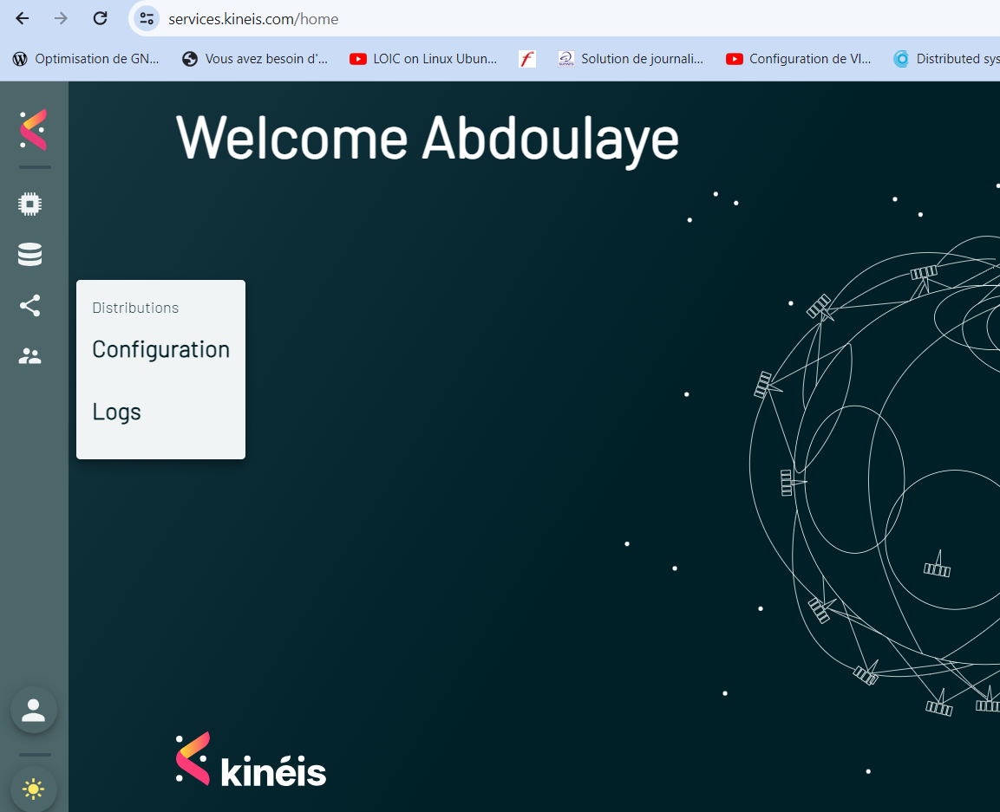 services.kineis.com/home
Optimisation de GN... Vous avez besoin d'... LOIC on Linux Ubun... Solution de journali... Configuration de VI... Distributed sys
Welcome Abdoulaye
Distributions
Configuration
Logs
kinéis